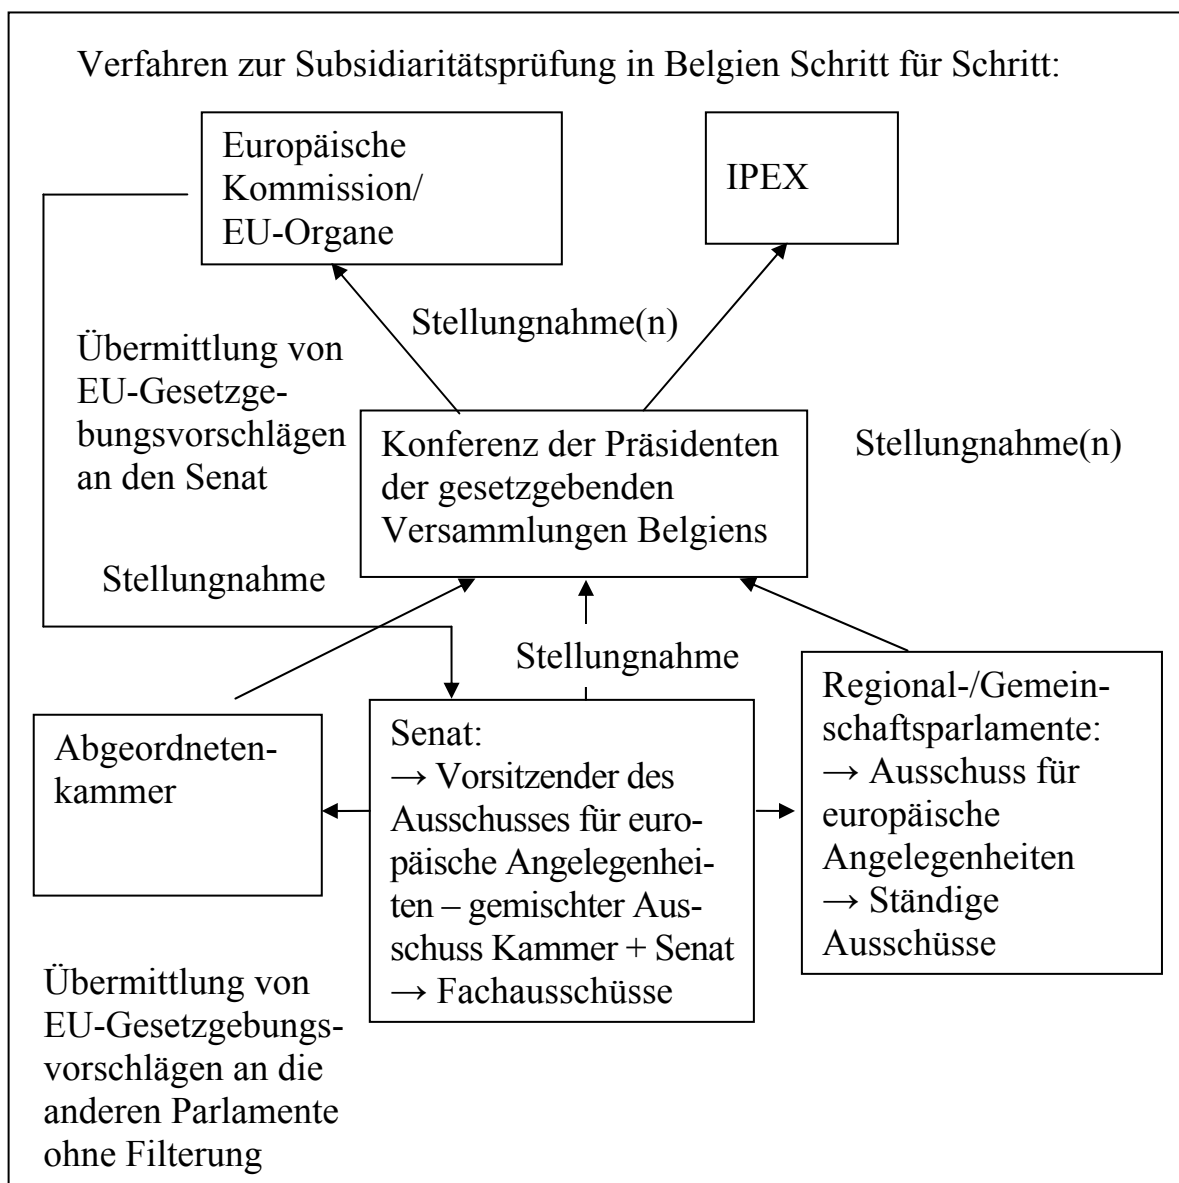 Verfahren zur Subsidiaritätsprüfung in Belgien Schritt für Schritt:
Europäische
Kommission/
EU-Organe
IPEX
Stellungnahme(n)
Übermittlung von
EU-Gesetzge-
bungsvorschlägen
an den Senat
Konferenz der Präsidenten
der gesetzgebenden
Versammlungen Belgiens
Stellungnahme(n)
Stellungnahme
Stellungnahme
Abgeordneten-
kammer
Senat:
→ Vorsitzender des
Ausschusses für euro-
päische Angelegenhei-
ten – gemischter Aus-
schuss Kammer + Senat
→ Fachausschüsse
Regional-/Gemein-
schaftsparlamente:
→ Ausschuss für
europäische
Angelegenheiten
→ Ständige
Ausschüsse
Übermittlung von
EU-Gesetzgebungs-
vorschlägen an die
anderen Parlamente
ohne Filterung